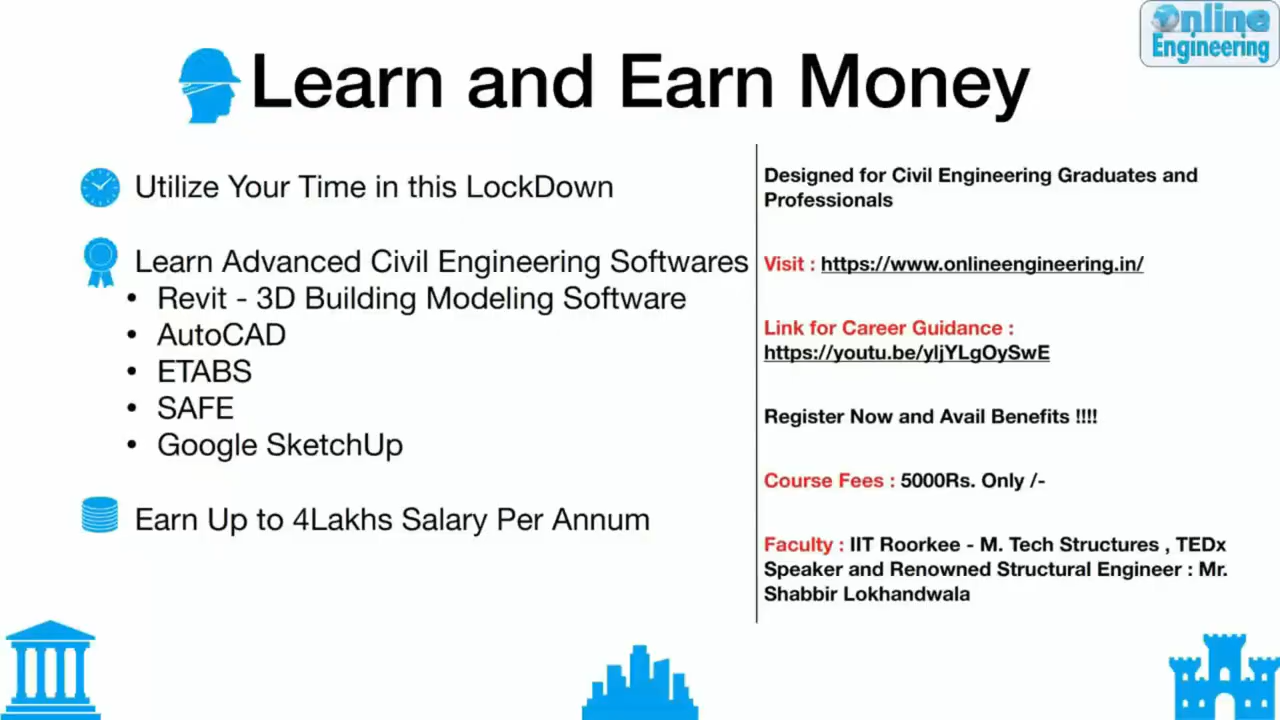 Online
Engineering
Learn and Earn Money
Utilize Your Time in this LockDown
Learn Advanced Civil Engineering Softwares
• Revit - 3D Building Modeling Software
• AutoCAD
• ETABS
• SAFE
• Google SketchUp
Earn Up to 4Lakhs Salary Per Annum
Designed for Civil Engineering Graduates and
Professionals
Visit : https://www.onlineengineering.in/
Link for Career Guidance :
https://youtu.be/yljYLgOySwE
Register Now and Avail Benefits !!!!
Course Fees : 5000Rs. Only /-
Faculty : IIT Roorkee - M. Tech Structures , TEDx
Speaker and Renowned Structural Engineer : Mr.
Shabbir Lokhandwala